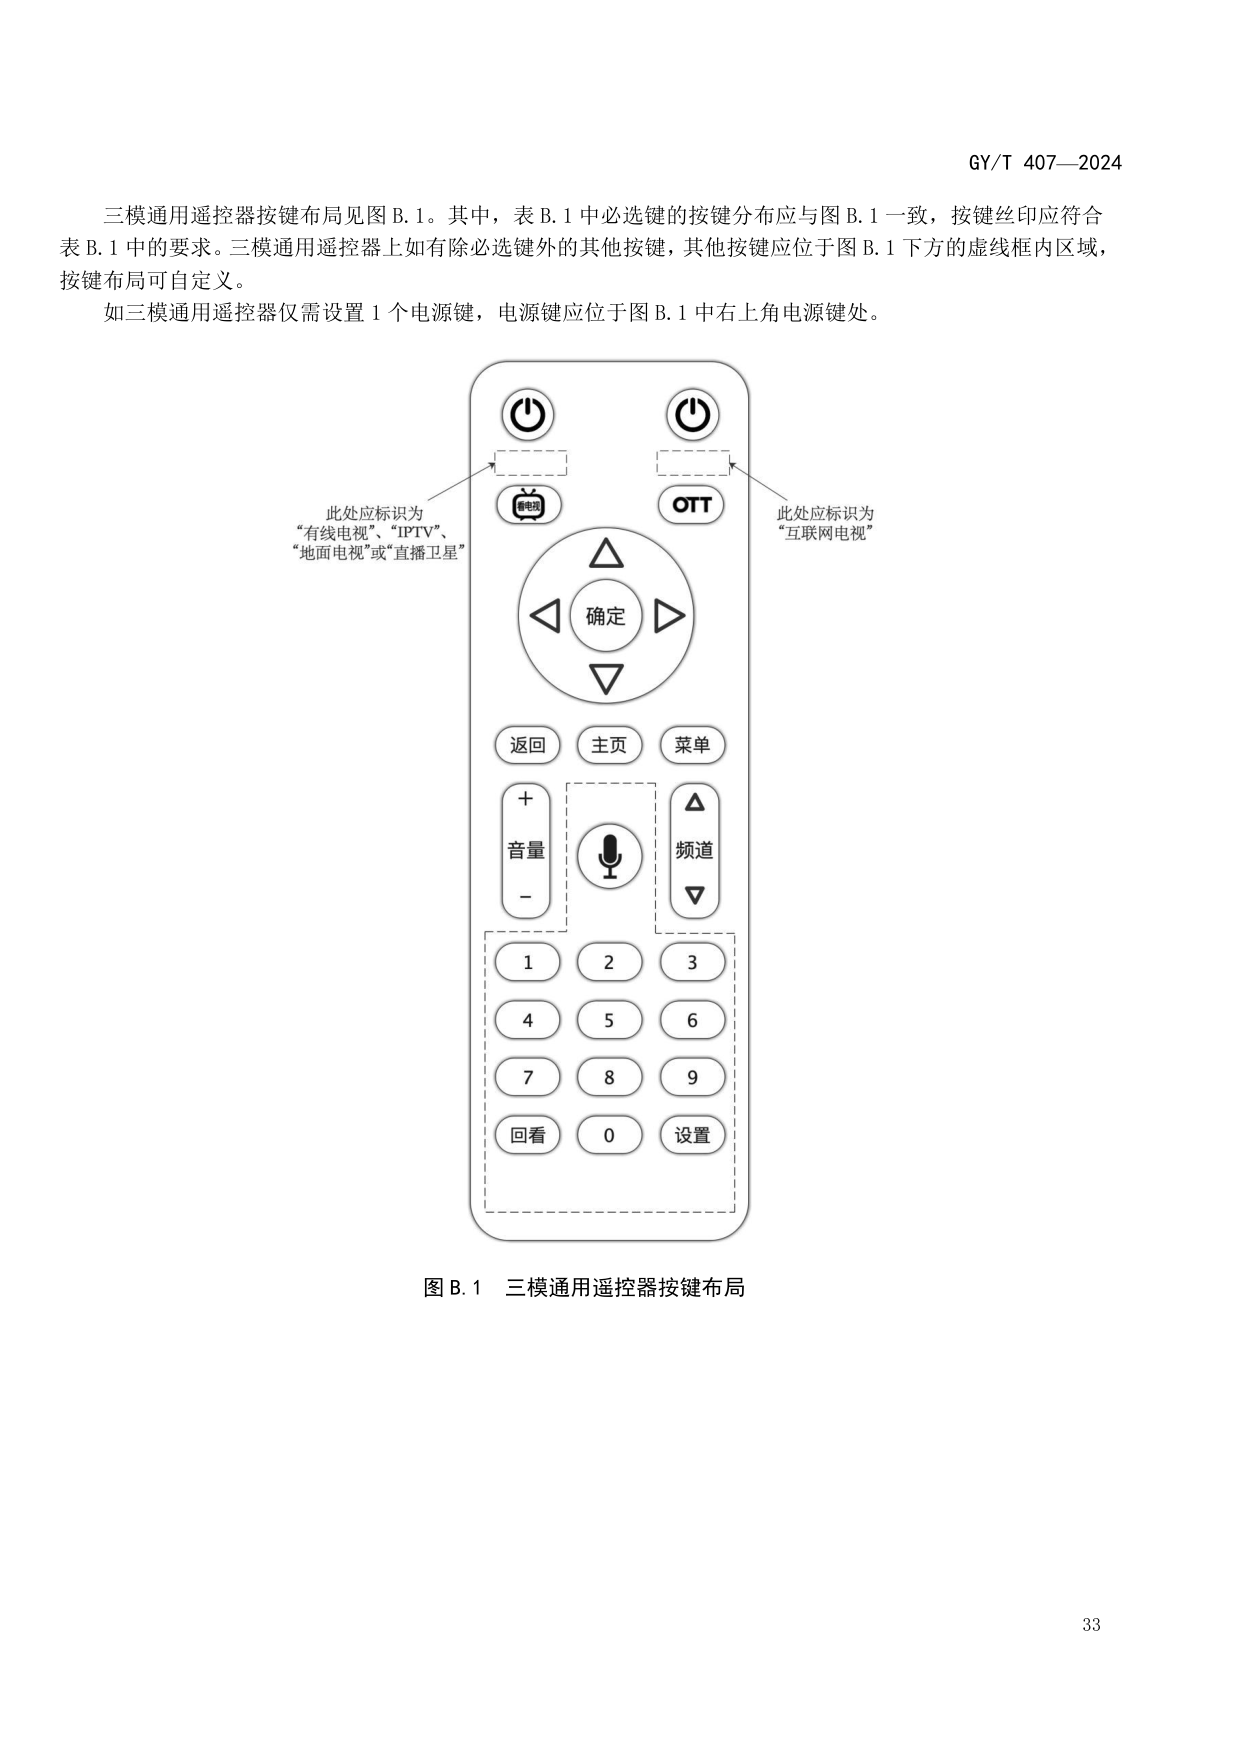 GY/T 407—2024
三模通用遥控器按键布局见图 B.1。其中，表 B.1 中必选键的按键分布应与图 B.1 一致，按键丝印应符合
表 B.1 中的要求。三模通用遥控器上如有除必选键外的其他按键，其他按键应位于图 B.1 下方的虚线框内区域，
按键布局可自定义。
如三模通用遥控器仅需设置 1 个电源键，电源键应位于图 B.1 中右上角电源键处。
看电视
OTT
此处应标识为
“有线电视”、“IPTV”、
“地面电视”或“直播卫星”
此处应标识为
“互联网电视”
确定
返回 主页 菜单
+
音量
−
频道
1 2 3
4 5 6
7 8 9
回看 0 设置
图 B.1 三模通用遥控器按键布局
33